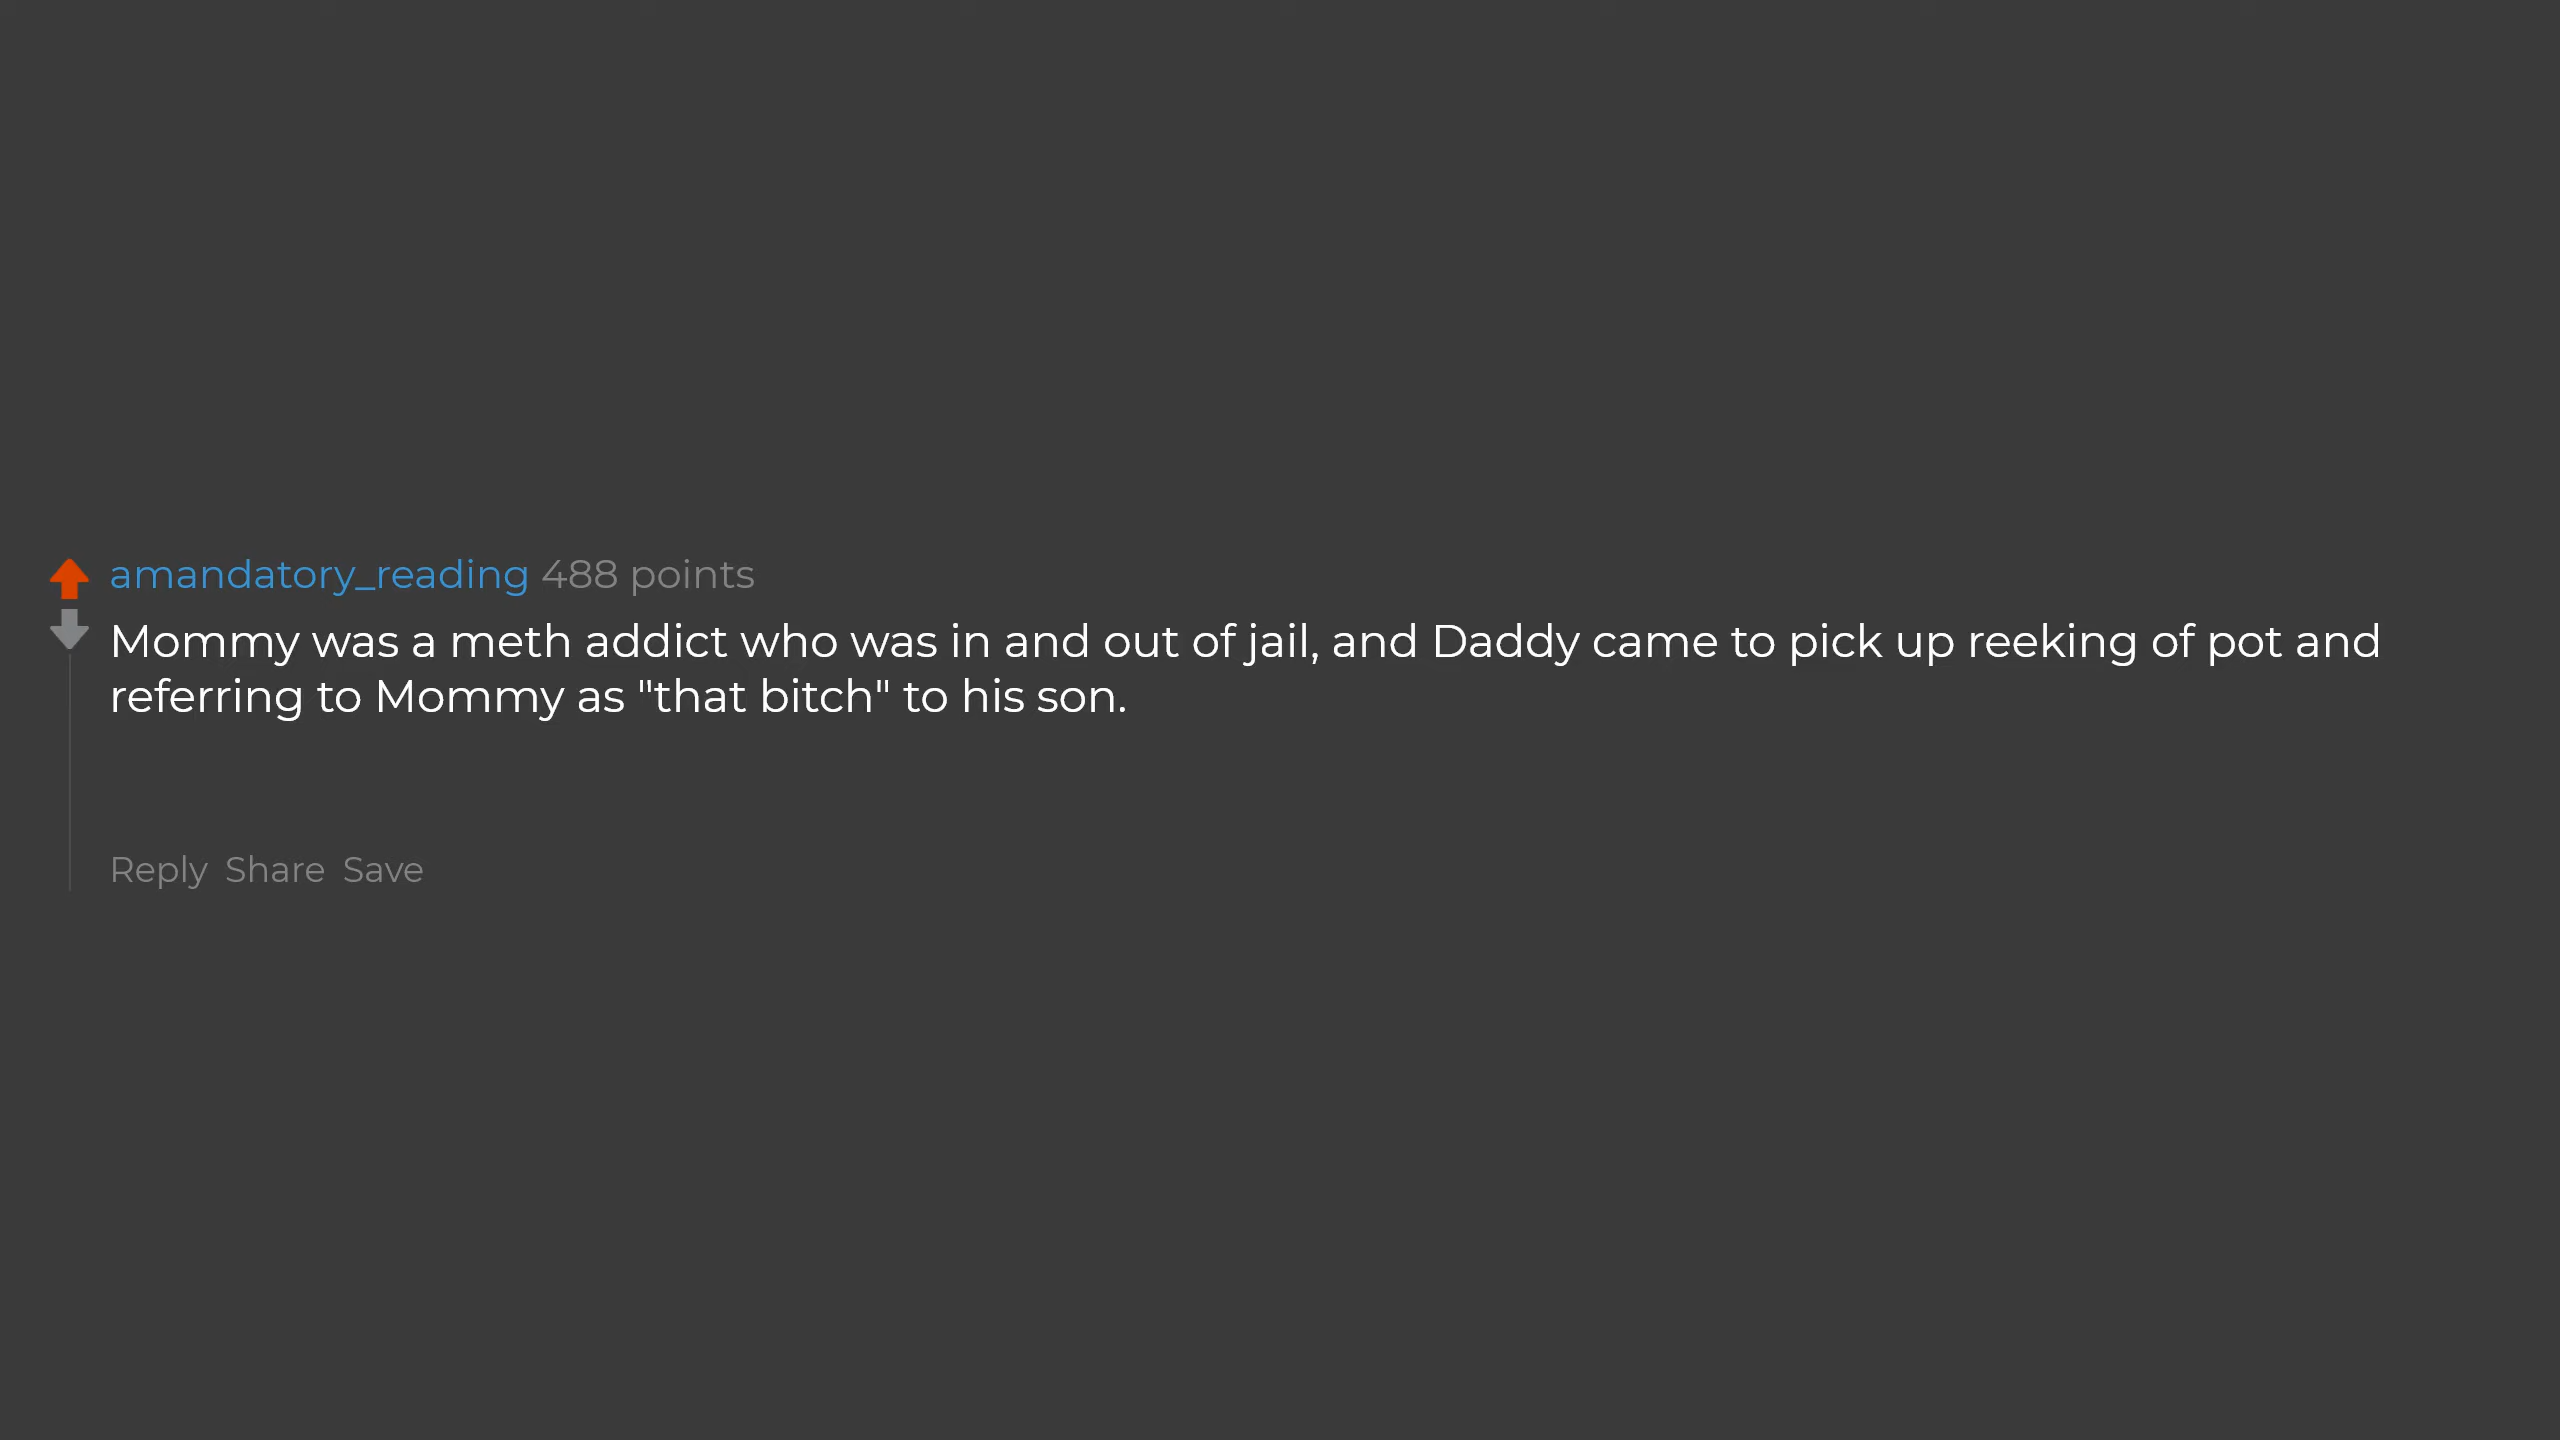 amandatory_reading 488 points
Mommy was a meth addict who was in and out of jail, and Daddy came to pick up reeking of pot and
referring to Mommy as "that bitch" to his son.
Reply Share Save